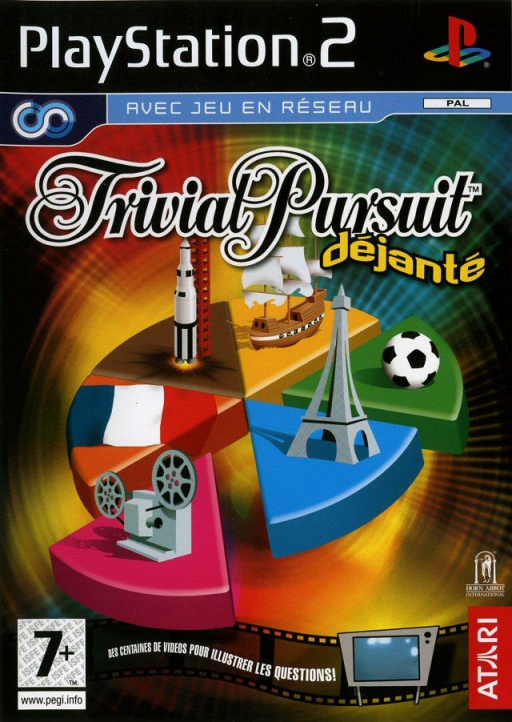 PlayStation®2
AVEC JEU EN RÉSEAU
PAL
Trivial Pursuit™
déjanté
HORN ABBOT
INTERNATIONAL
7+
www.pegi.info
DES CENTAINES DE VIDEOS POUR ILLUSTRER LES QUESTIONS!
ATARI